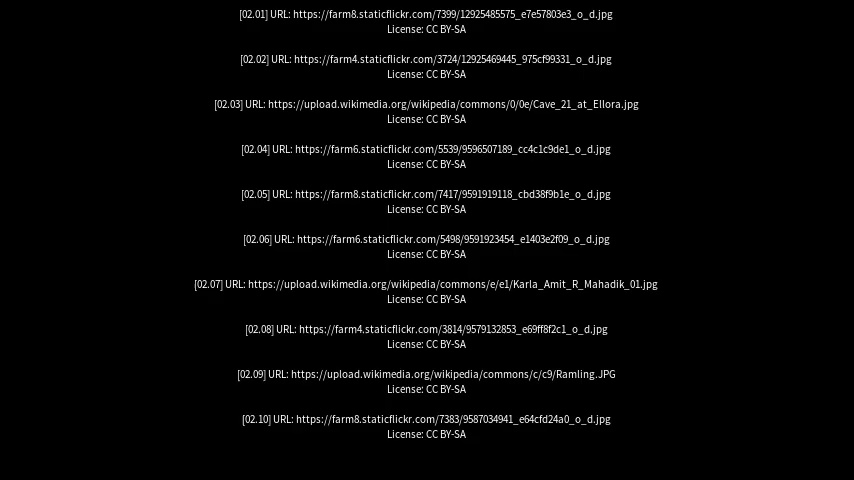 [02.01] URL: https://farm8.staticflickr.com/7399/12925485575_e7e57803e3_o_d.jpg
License: CC BY-SA
[02.02] URL: https://farm4.staticflickr.com/3724/12925469445_975cf99331_o_d.jpg
License: CC BY-SA
[02.03] URL: https://upload.wikimedia.org/wikipedia/commons/0/0e/Cave_21_at_Ellora.jpg
License: CC BY-SA
[02.04] URL: https://farm6.staticflickr.com/5539/9596507189_cc4c1c9de1_o_d.jpg
License: CC BY-SA
[02.05] URL: https://farm8.staticflickr.com/7417/9591919118_cbd38f9b1e_o_d.jpg
License: CC BY-SA
[02.06] URL: https://farm6.staticflickr.com/5498/9591923454_e1403e2f09_o_d.jpg
License: CC BY-SA
[02.07] URL: https://upload.wikimedia.org/wikipedia/commons/e/e1/Karla_Amit_R_Mahadik_01.jpg
License: CC BY-SA
[02.08] URL: https://farm4.staticflickr.com/3814/9579132853_e69ff8f2c1_o_d.jpg
License: CC BY-SA
[02.09] URL: https://upload.wikimedia.org/wikipedia/commons/c/c9/Ramling.JPG
License: CC BY-SA
[02.10] URL: https://farm8.staticflickr.com/7383/9587034941_e64cfd24a0_o_d.jpg
License: CC BY-SA